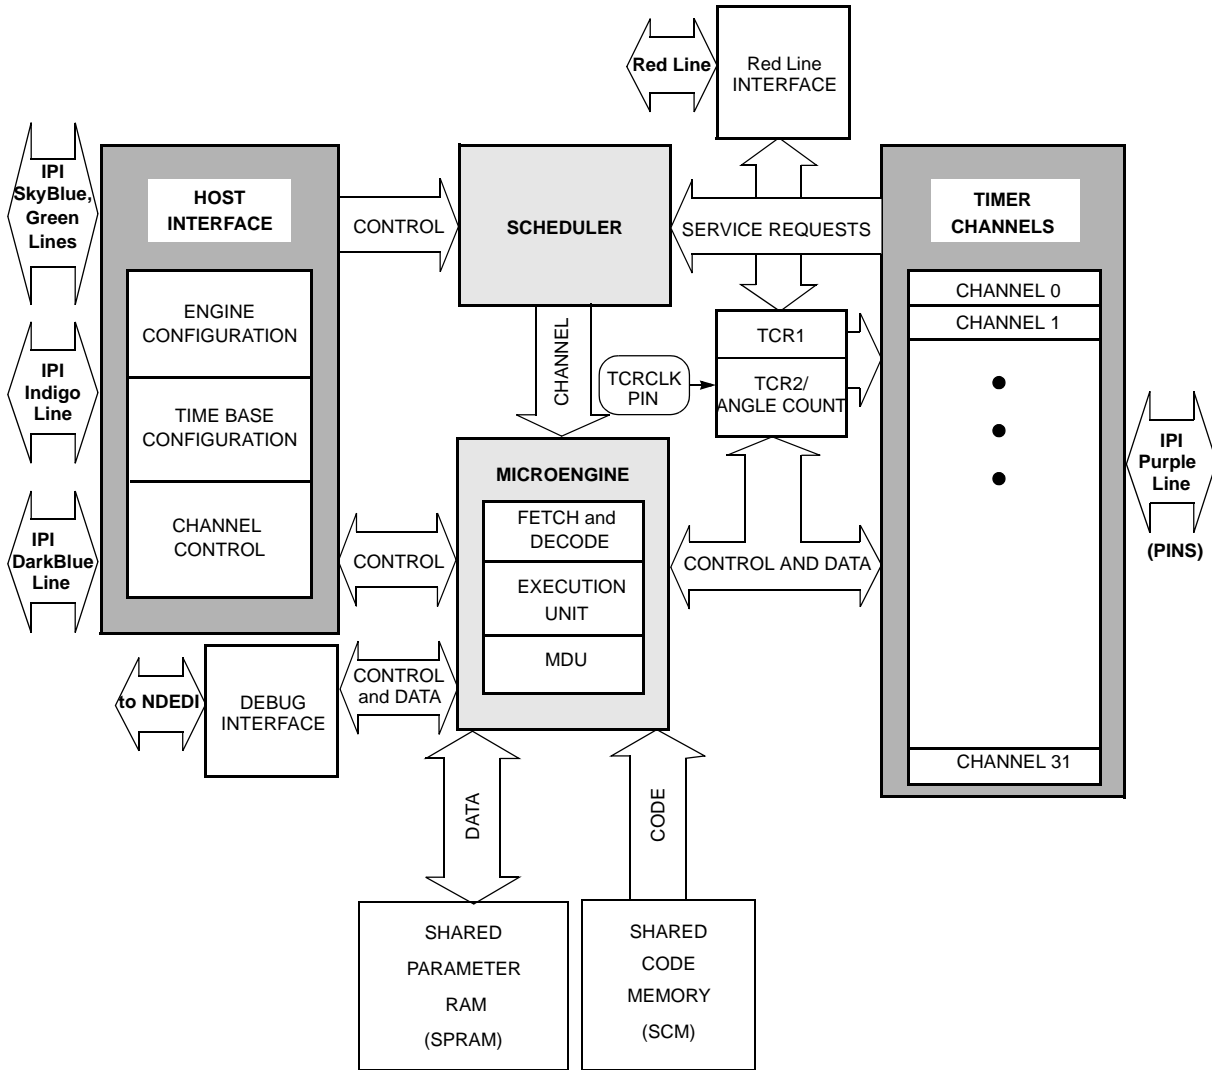 Red Line
Red Line
INTERFACE
IPI
SkyBlue,
Green
Lines
HOST
INTERFACE
CONTROL
SCHEDULER
SERVICE REQUESTS
TIMER
CHANNELS
ENGINE
CONFIGURATION
CHANNEL
CHANNEL 0
CHANNEL 1
TCR1
IPI
Indigo
Line
TCRCLK
PIN
TCR2/
ANGLE COUNT
TIME BASE
CONFIGURATION
IPI
Purple
Line
(PINS)
MICROENGINE
CHANNEL
CONTROL
IPI
DarkBlue
Line
CONTROL
FETCH and
DECODE
CONTROL AND DATA
EXECUTION
UNIT
MDU
to NDEDI
DEBUG
INTERFACE
CONTROL
and DATA
CHANNEL 31
DATA
CODE
SHARED
PARAMETER
RAM
(SPRAM)
SHARED
CODE
MEMORY
(SCM)